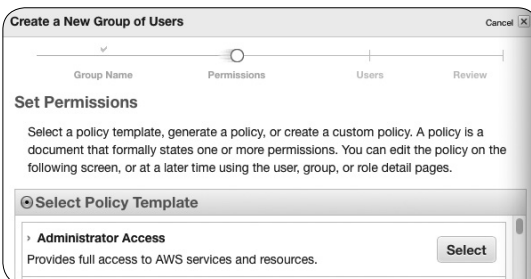 Create a New Group of Users
Cancel
Group Name Permissions Users Review
Set Permissions
Select a policy template, generate a policy, or create a custom policy. A policy is a
document that formally states one or more permissions. You can edit the policy on the
following screen, or at a later time using the user, group, or role detail pages.
Select Policy Template
› Administrator Access
Provides full access to AWS services and resources.
Select